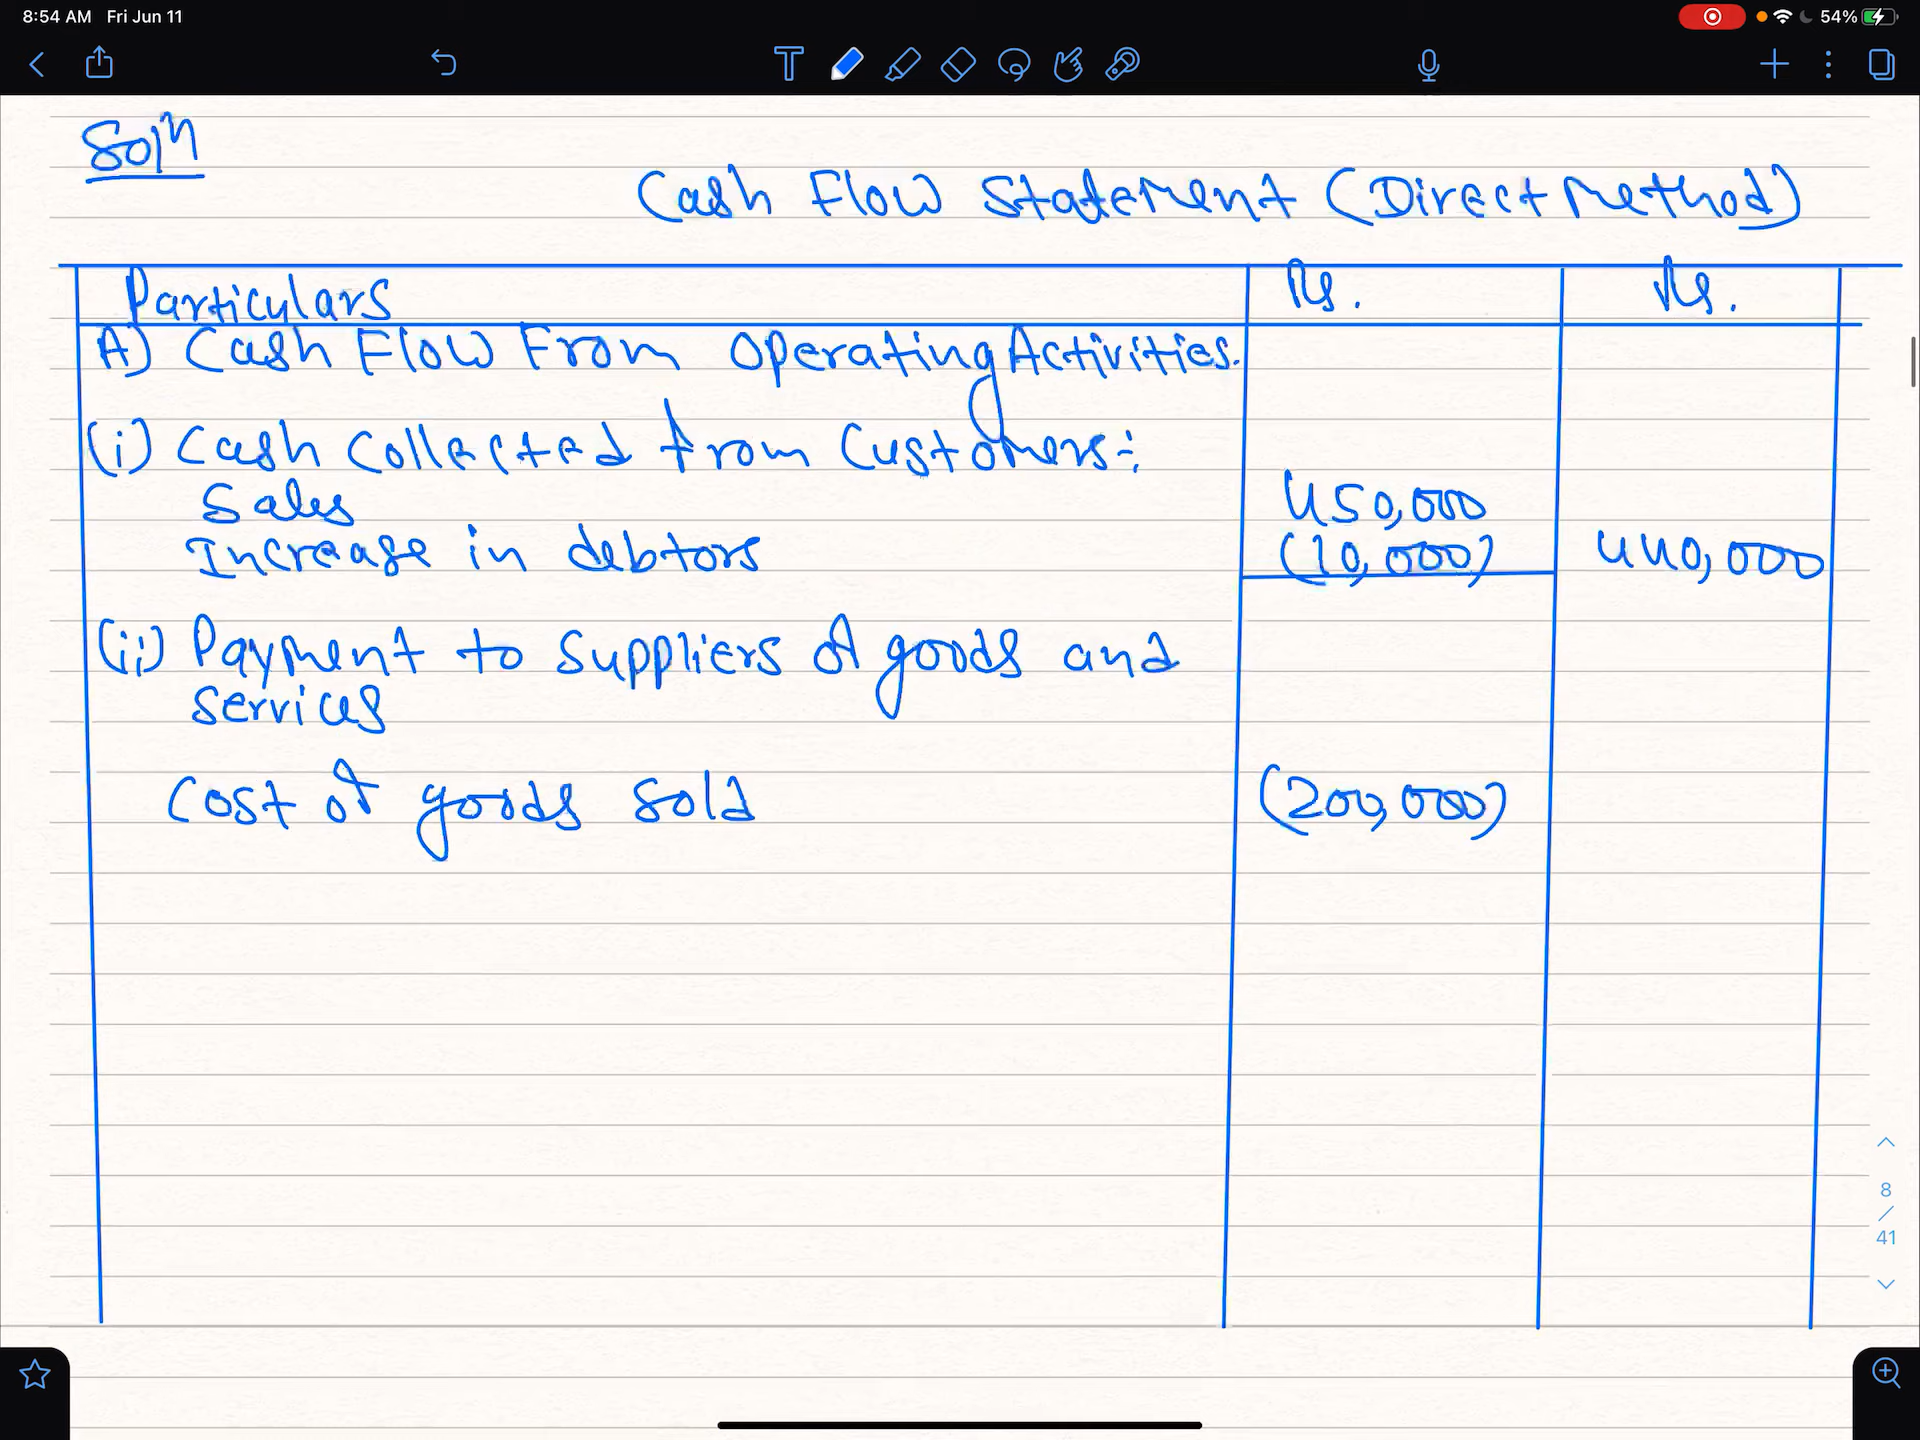 8:54 AM Fri Jun 11
54%
Soln
Cash Flow Statement (Direct Method)
Particulars Rs. Rs.
A) Cash Flow From Operating Activities.
(i) Cash Collected from Customers:
Sales 450,000
Increase in debtors (10,000) 440,000
(ii) Payment to suppliers of goods and
services
Cost of goods sold (200,000)
8
/
41